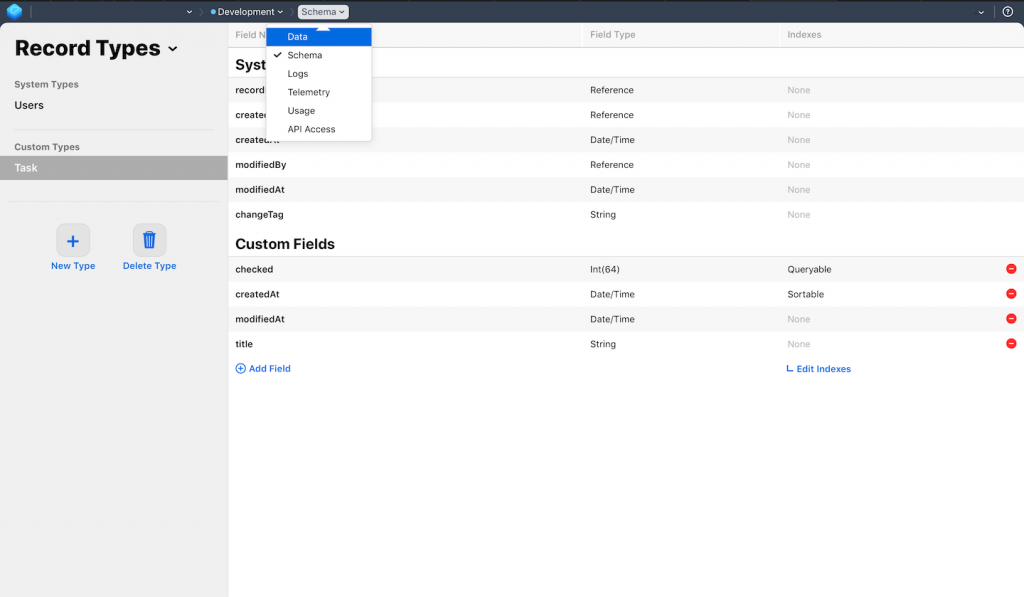 Development
Schema
Record Types
System Types
Users
Custom Types
Task
New Type
Delete Type
Data
Schema
Logs
Telemetry
Usage
API Access
Field N
Field Type
Indexes
Syst
record
Reference
None
create
Reference
None
createdAt
Date/Time
None
modifiedBy
Reference
None
modifiedAt
Date/Time
None
changeTag
String
None
Custom Fields
checked
Int(64)
Queryable
createdAt
Date/Time
Sortable
modifiedAt
Date/Time
None
title
String
None
Add Field
Edit Indexes